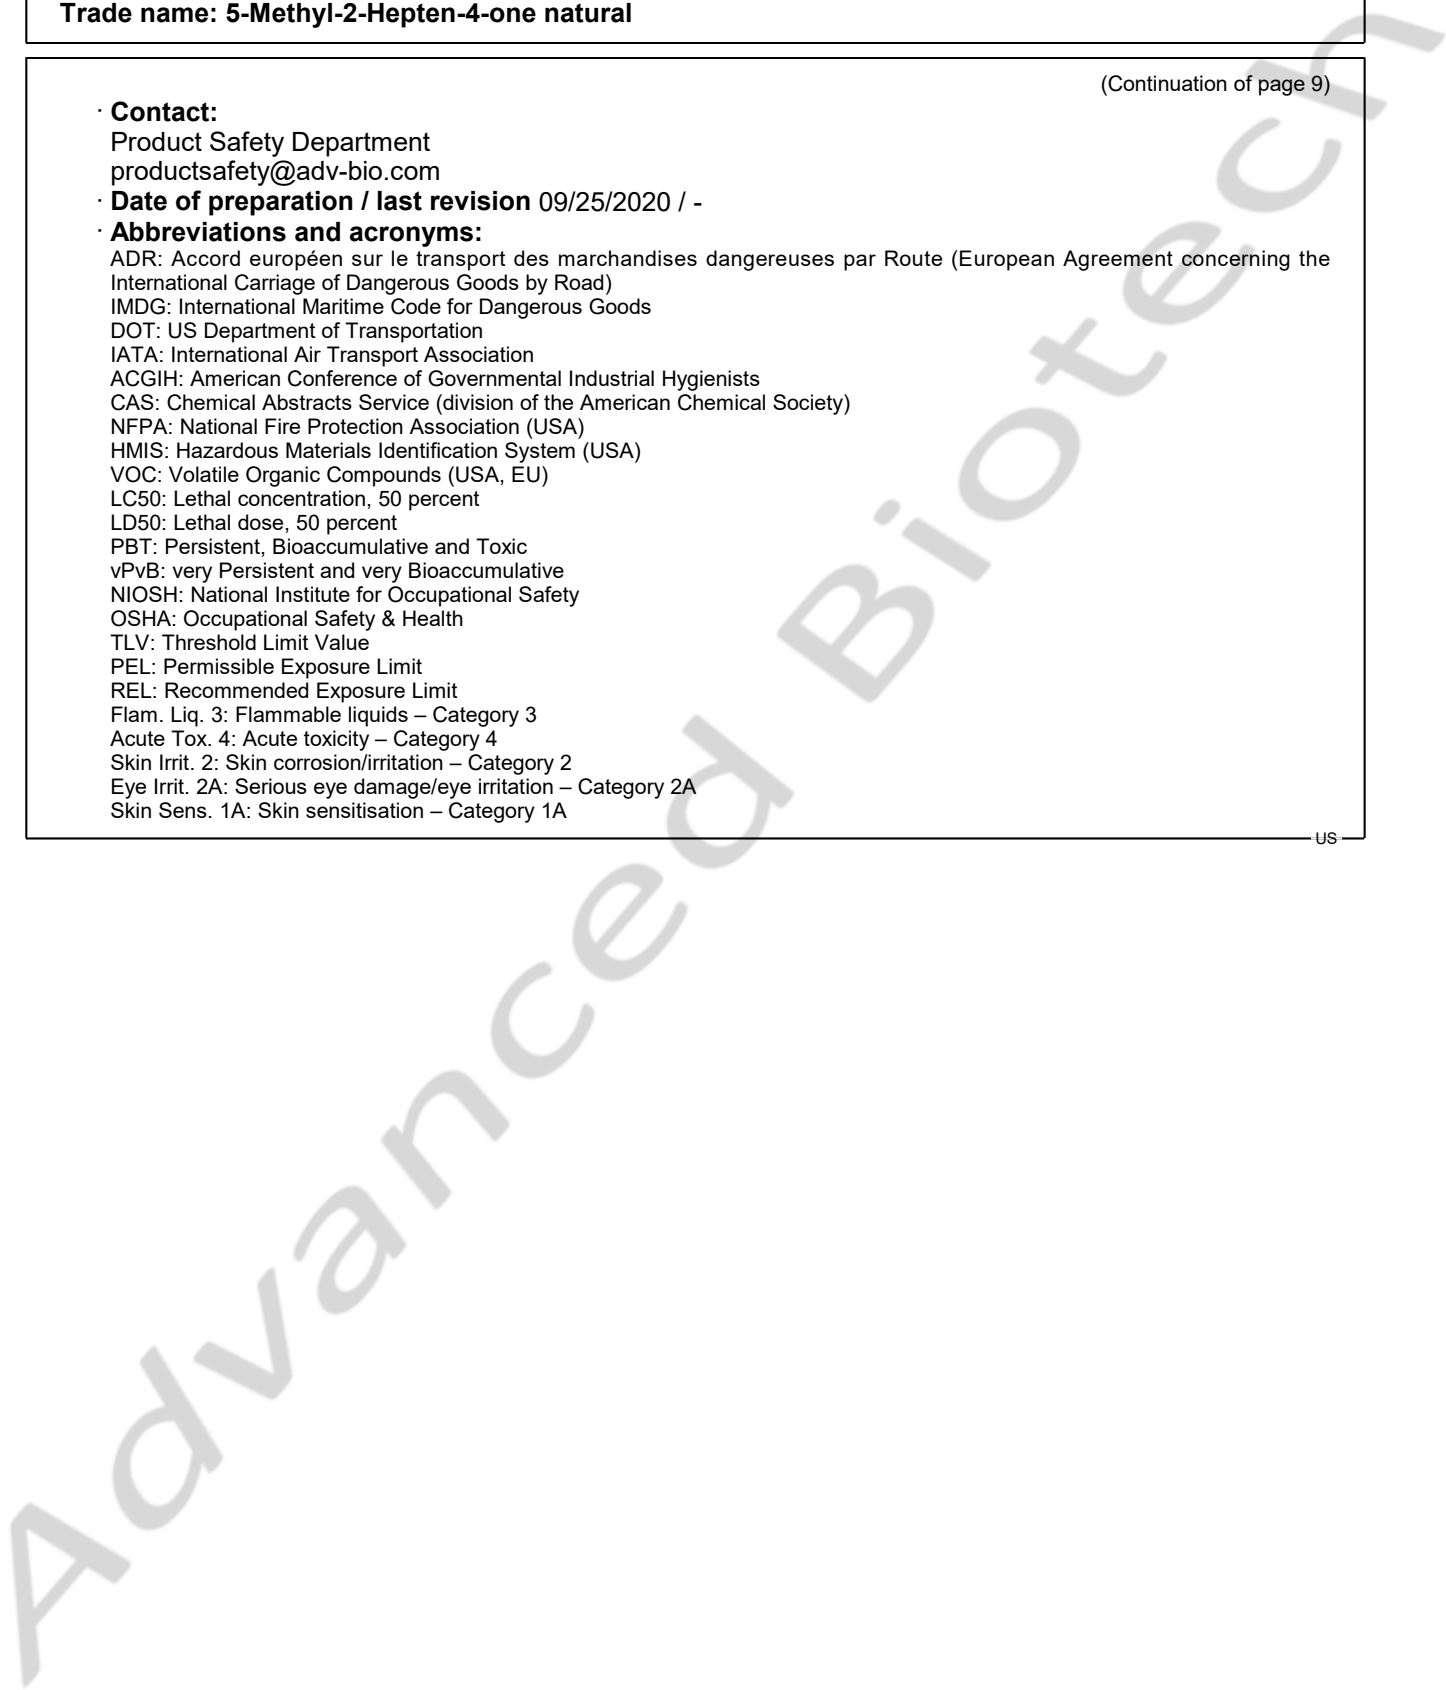 Trade name: 5-Methyl-2-Hepten-4-one natural
(Continuation of page 9)
· Contact:
Product Safety Department
productsafety@adv-bio.com
· Date of preparation / last revision 09/25/2020 / -
· Abbreviations and acronyms:
ADR: Accord européen sur le transport des marchandises dangereuses par Route (European Agreement concerning the
International Carriage of Dangerous Goods by Road)
IMDG: International Maritime Code for Dangerous Goods
DOT: US Department of Transportation
IATA: International Air Transport Association
ACGIH: American Conference of Governmental Industrial Hygienists
CAS: Chemical Abstracts Service (division of the American Chemical Society)
NFPA: National Fire Protection Association (USA)
HMIS: Hazardous Materials Identification System (USA)
VOC: Volatile Organic Compounds (USA, EU)
LC50: Lethal concentration, 50 percent
LD50: Lethal dose, 50 percent
PBT: Persistent, Bioaccumulative and Toxic
vPvB: very Persistent and very Bioaccumulative
NIOSH: National Institute for Occupational Safety
OSHA: Occupational Safety & Health
TLV: Threshold Limit Value
PEL: Permissible Exposure Limit
REL: Recommended Exposure Limit
Flam. Liq. 3: Flammable liquids – Category 3
Acute Tox. 4: Acute toxicity – Category 4
Skin Irrit. 2: Skin corrosion/irritation – Category 2
Eye Irrit. 2A: Serious eye damage/eye irritation – Category 2A
Skin Sens. 1A: Skin sensitisation – Category 1A
US
Advanced Biotech